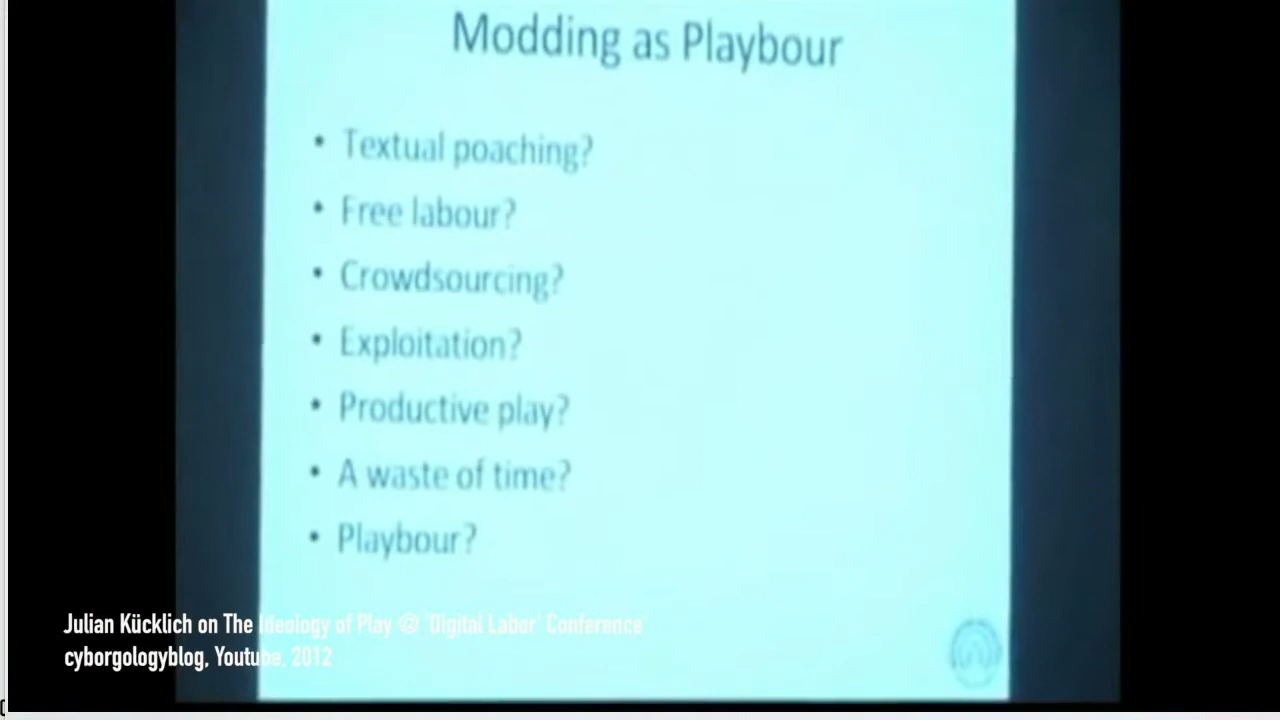 Modding as Playbour
• Textual poaching?
• Free labour?
• Crowdsourcing?
• Exploitation?
• Productive play?
• A waste of time?
• Playbour?
Julian Kücklich on The Ideology of Play @ 'Digital Labor' Conference
cyborgologyblog, Youtube, 2012